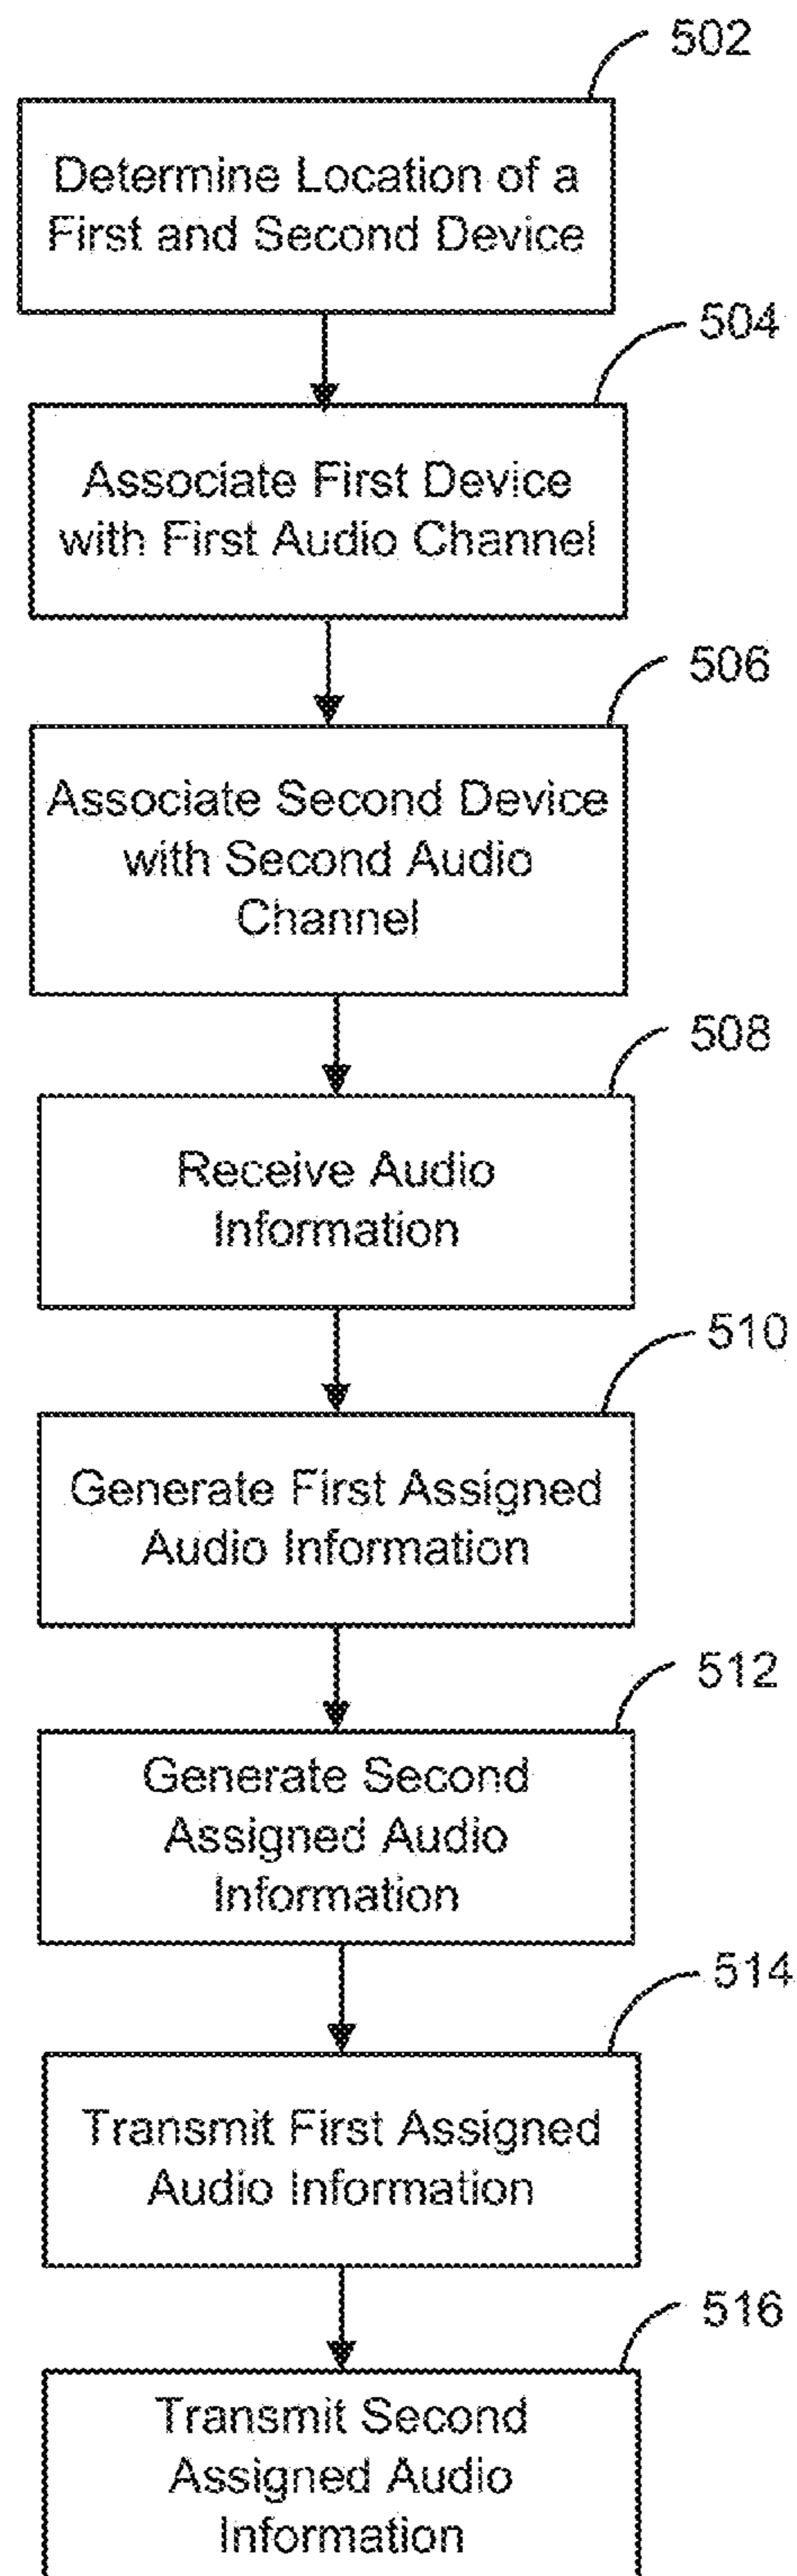 502
Determine Location of a
First and Second Device
504
Associate First Device
with First Audio Channel
506
Associate Second Device
with Second Audio
Channel
508
Receive Audio
Information
510
Generate First Assigned
Audio Information
512
Generate Second
Assigned Audio
Information
514
Transmit First Assigned
Audio Information
516
Transmit Second
Assigned Audio
Information